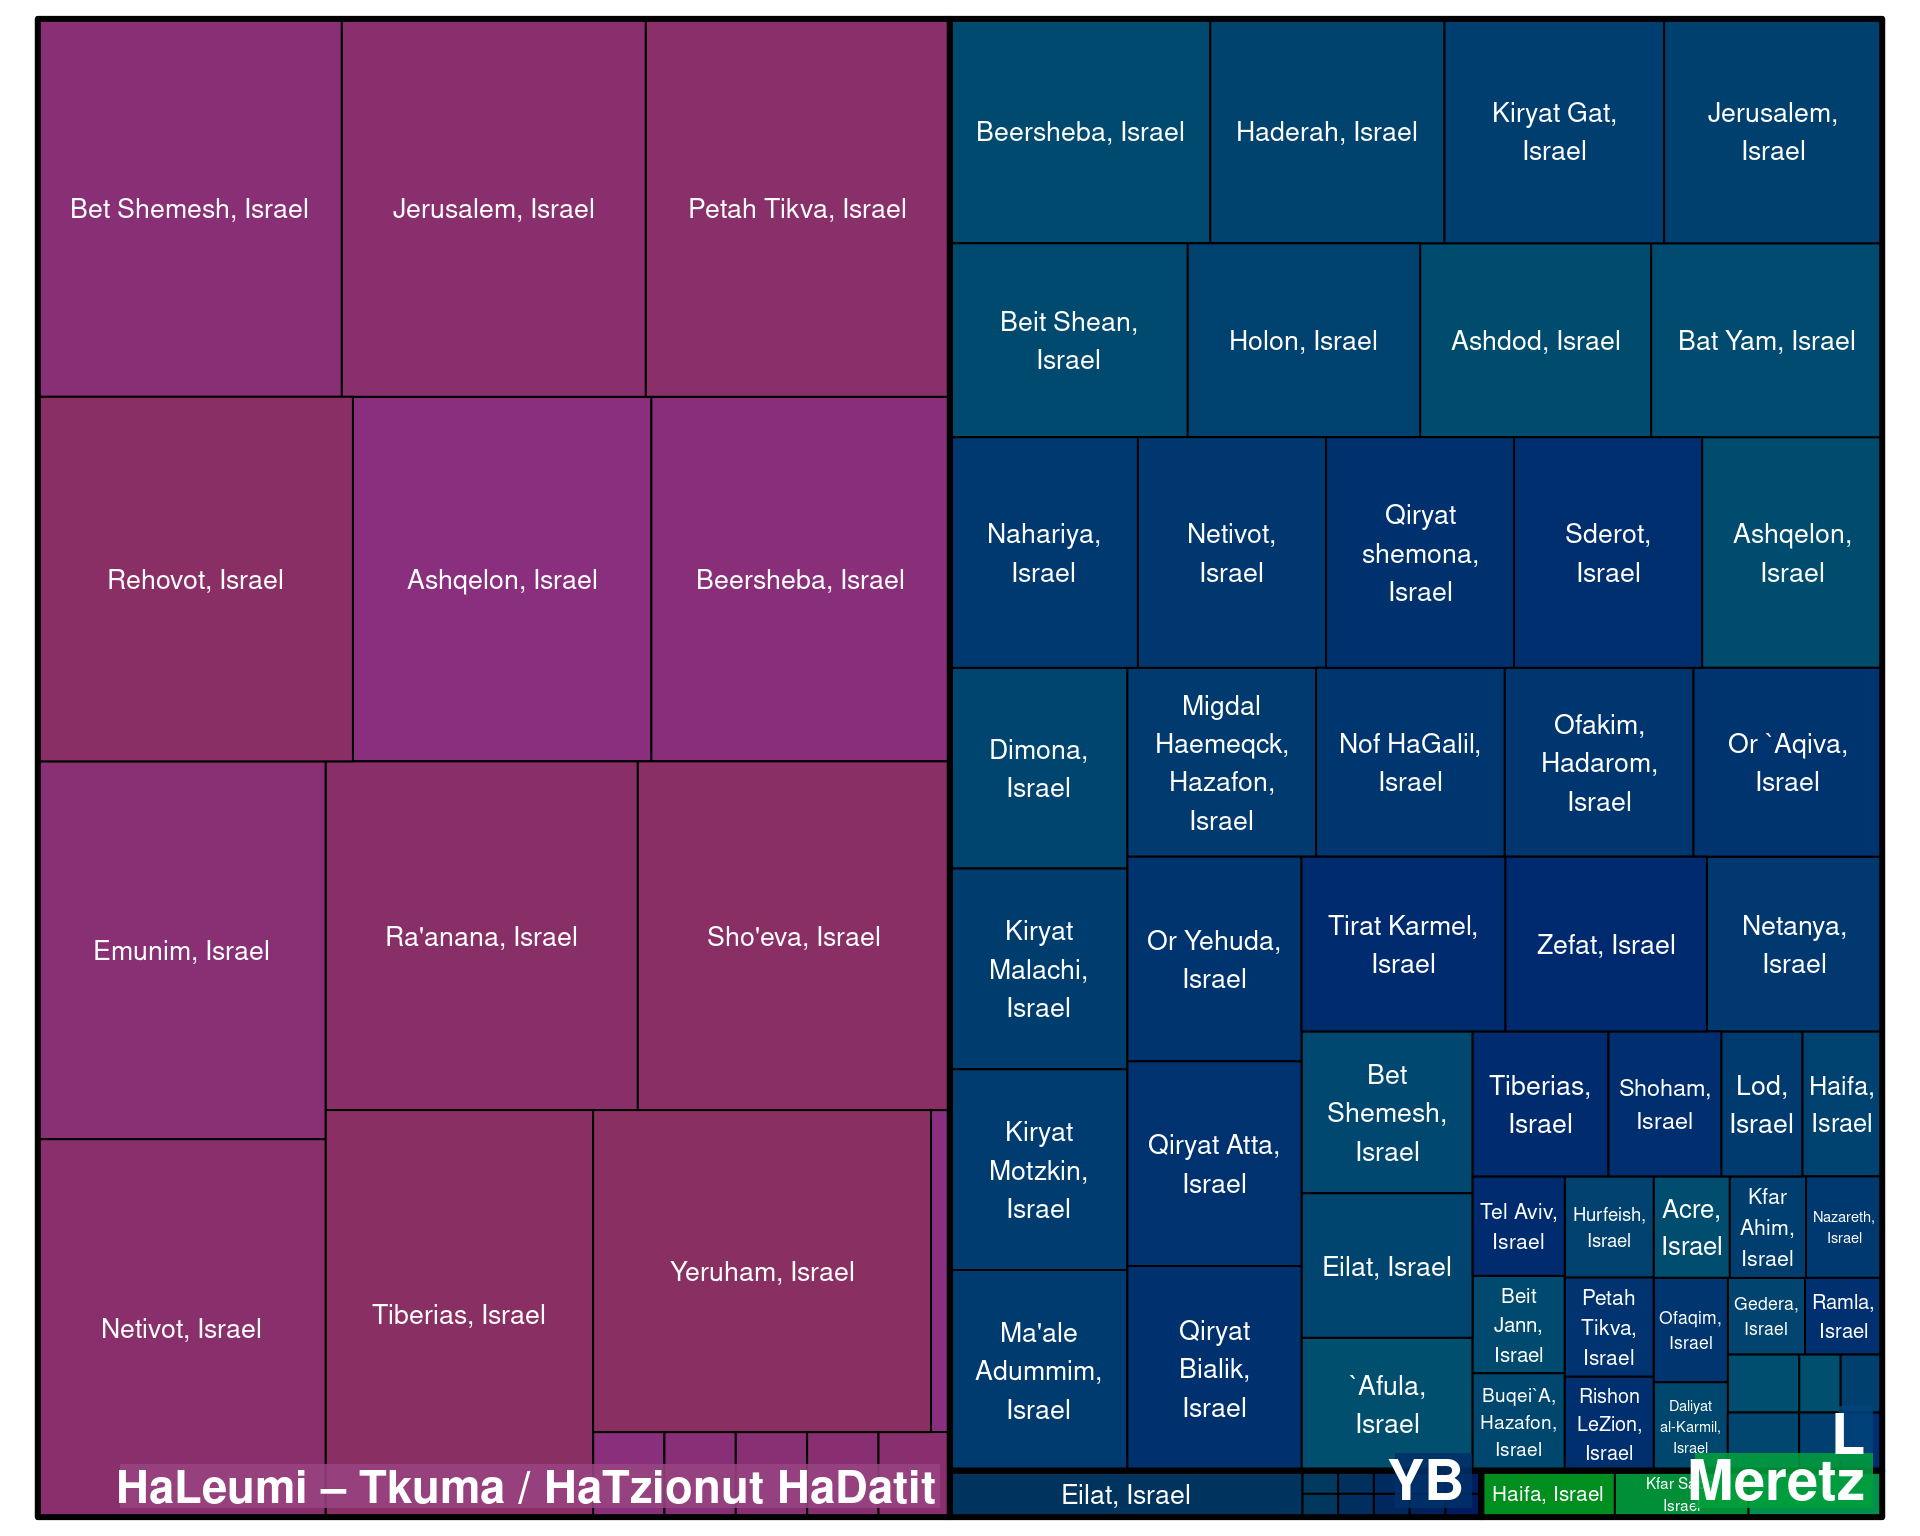 Bet Shemesh, Israel
Jerusalem, Israel
Petah Tikva, Israel
Rehovot, Israel
Ashqelon, Israel
Beersheba, Israel
Emunim, Israel
Ra'anana, Israel
Sho'eva, Israel
Netivot, Israel
Tiberias, Israel
Yeruham, Israel
HaLeumi – Tkuma / HaTzionut HaDatit
Beersheba, Israel
Haderah, Israel
Kiryat Gat,
Israel
Jerusalem,
Israel
Beit Shean,
Israel
Holon, Israel
Ashdod, Israel
Bat Yam, Israel
Nahariya,
Israel
Netivot,
Israel
Qiryat
shemona,
Israel
Sderot,
Israel
Ashqelon,
Israel
Dimona,
Israel
Migdal
Haemeqck,
Hazafon,
Israel
Nof HaGalil,
Israel
Ofakim,
Hadarom,
Israel
Or `Aqiva,
Israel
Kiryat
Malachi,
Israel
Or Yehuda,
Israel
Tirat Karmel,
Israel
Zefat, Israel
Netanya,
Israel
Kiryat
Motzkin,
Israel
Qiryat Atta,
Israel
Bet
Shemesh,
Israel
Tiberias,
Israel
Shoham,
Israel
Lod,
Israel
Haifa,
Israel
Ma'ale
Adummim,
Israel
Qiryat
Bialik,
Israel
Eilat, Israel
`Afula,
Israel
Tel Aviv,
Israel
Hurfeish,
Israel
Acre,
Israel
Kfar
Ahim,
Israel
Nazareth,
Israel
Beit
Jann,
Israel
Petah
Tikva,
Israel
Ofaqim,
Israel
Gedera,
Israel
Ramla,
Israel
Buqei`A,
Hazafon,
Israel
Rishon
LeZion,
Israel
Daliyat
al-Karmil,
Israel
L
Eilat, Israel
YB
Haifa, Israel
Kfar
Israel
Meretz